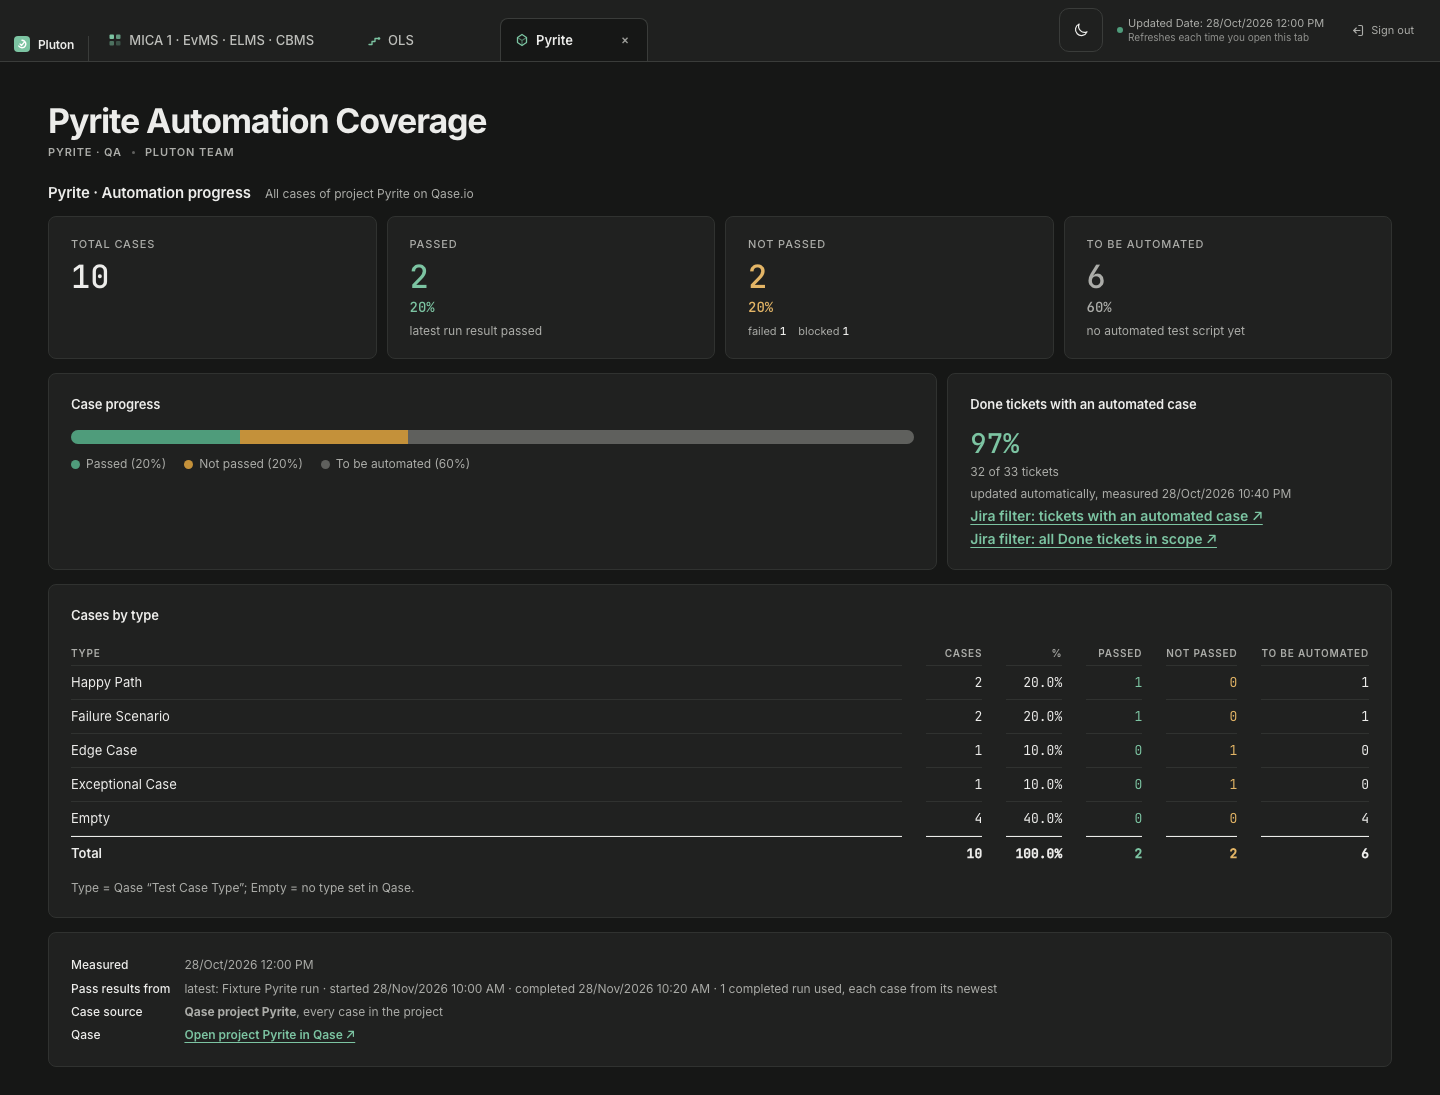 Pluton
MICA 1 · EvMS · ELMS · CBMS
OLS
Pyrite
×
Updated Date: 28/Oct/2026 12:00 PM
Refreshes each time you open this tab
Sign out
Pyrite Automation Coverage
PYRITE · QA • PLUTON TEAM
Pyrite · Automation progress All cases of project Pyrite on Qase.io
TOTAL CASES
10
PASSED
2
20%
latest run result passed
NOT PASSED
2
20%
failed 1 blocked 1
TO BE AUTOMATED
6
60%
no automated test script yet
Case progress
Passed (20%) Not passed (20%) To be automated (60%)
Done tickets with an automated case
97%
32 of 33 tickets
updated automatically, measured 28/Oct/2026 10:40 PM
Jira filter: tickets with an automated case ↗
Jira filter: all Done tickets in scope ↗
Cases by type
TYPE CASES % PASSED NOT PASSED TO BE AUTOMATED
Happy Path 2 20.0% 1 0 1
Failure Scenario 2 20.0% 1 0 1
Edge Case 1 10.0% 0 1 0
Exceptional Case 1 10.0% 0 1 0
Empty 4 40.0% 0 0 4
Total 10 100.0% 2 2 6
Type = Qase “Test Case Type”; Empty = no type set in Qase.
Measured 28/Oct/2026 12:00 PM
Pass results from latest: Fixture Pyrite run · started 28/Nov/2026 10:00 AM · completed 28/Nov/2026 10:20 AM · 1 completed run used, each case from its newest
Case source Qase project Pyrite, every case in the project
Qase Open project Pyrite in Qase ↗